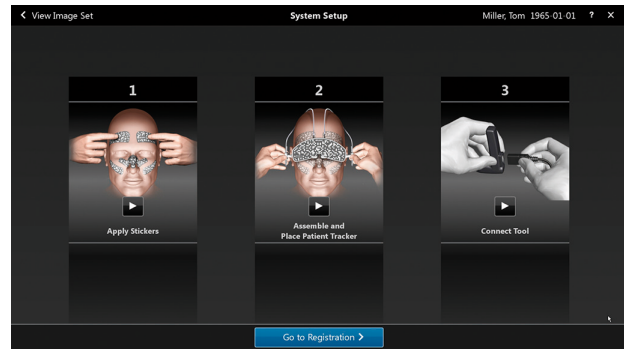 View Image Set
System Setup
Miller, Tom 1965-01-01 ? ×
1
2
3
Apply Stickers
Assemble and
Place Patient Tracker
Connect Tool
Go to Registration